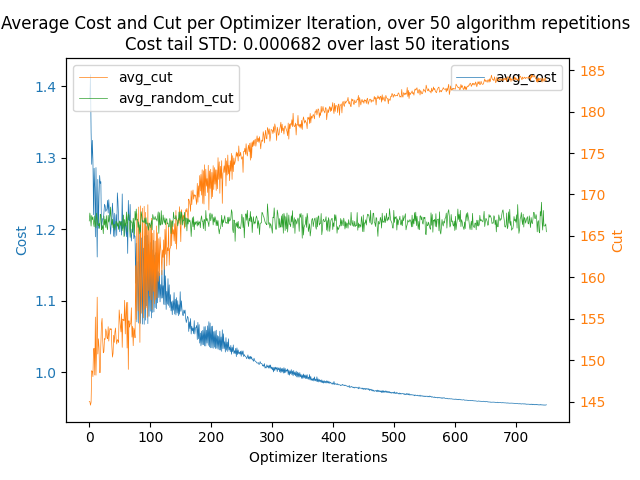 Average Cost and Cut per Optimizer Iteration, over 50 algorithm repetitions
Cost tail STD: 0.000682 over last 50 iterations
avg_cut
avg_random_cut
avg_cost
1.4
1.3
1.2
1.1
1.0
Cost
185
180
175
170
165
160
155
150
145
Cut
0 100 200 300 400 500 600 700
Optimizer Iterations